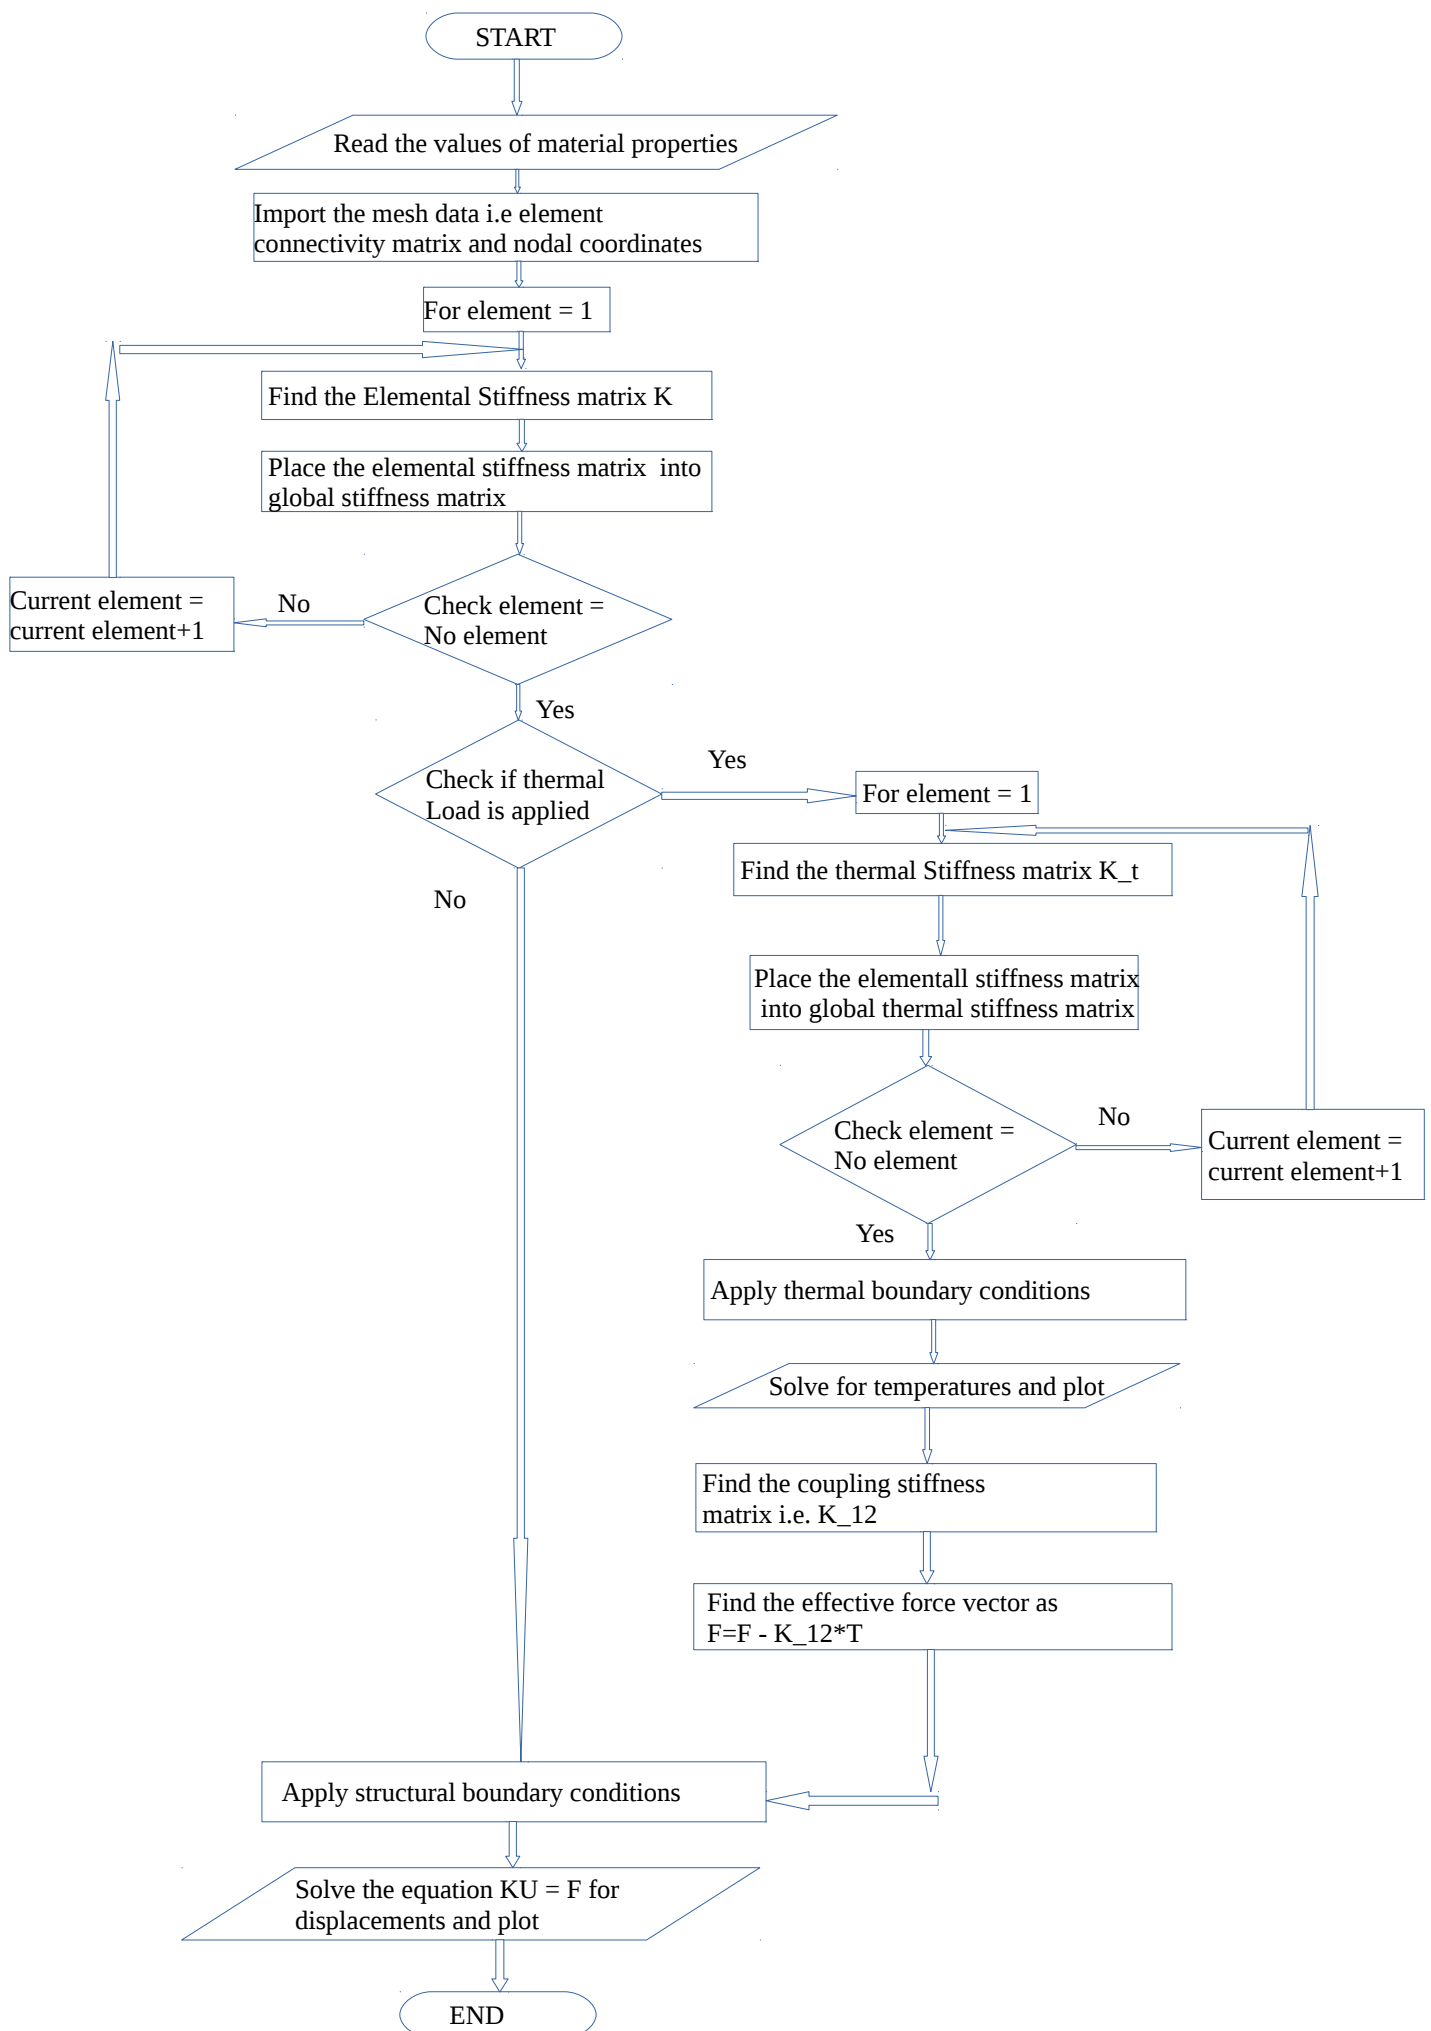 START
Read the values of material properties
Import the mesh data i.e element
connectivity matrix and nodal coordinates
For element = 1
Find the Elemental Stiffness matrix K
Place the elemental stiffness matrix  into
global stiffness matrix
Check element =
No element
No
Current element =
current element+1
Yes
Check if thermal
Load is applied
Yes
No
For element = 1
Find the thermal Stiffness matrix K_t
Place the elementall stiffness matrix
into global thermal stiffness matrix
Check element =
No element
No
Current element =
current element+1
Yes
Apply thermal boundary conditions
Solve for temperatures and plot
Find the coupling stiffness
matrix i.e. K_12
Find the effective force vector as
F=F - K_12*T
Apply structural boundary conditions
Solve the equation KU = F for
displacements and plot
END